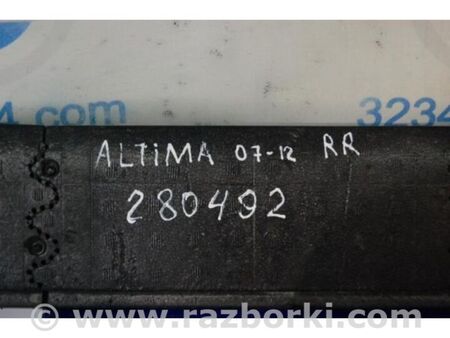 4 com
3234
ALTIMA 07-12 RR
280492
© www.razborki.com